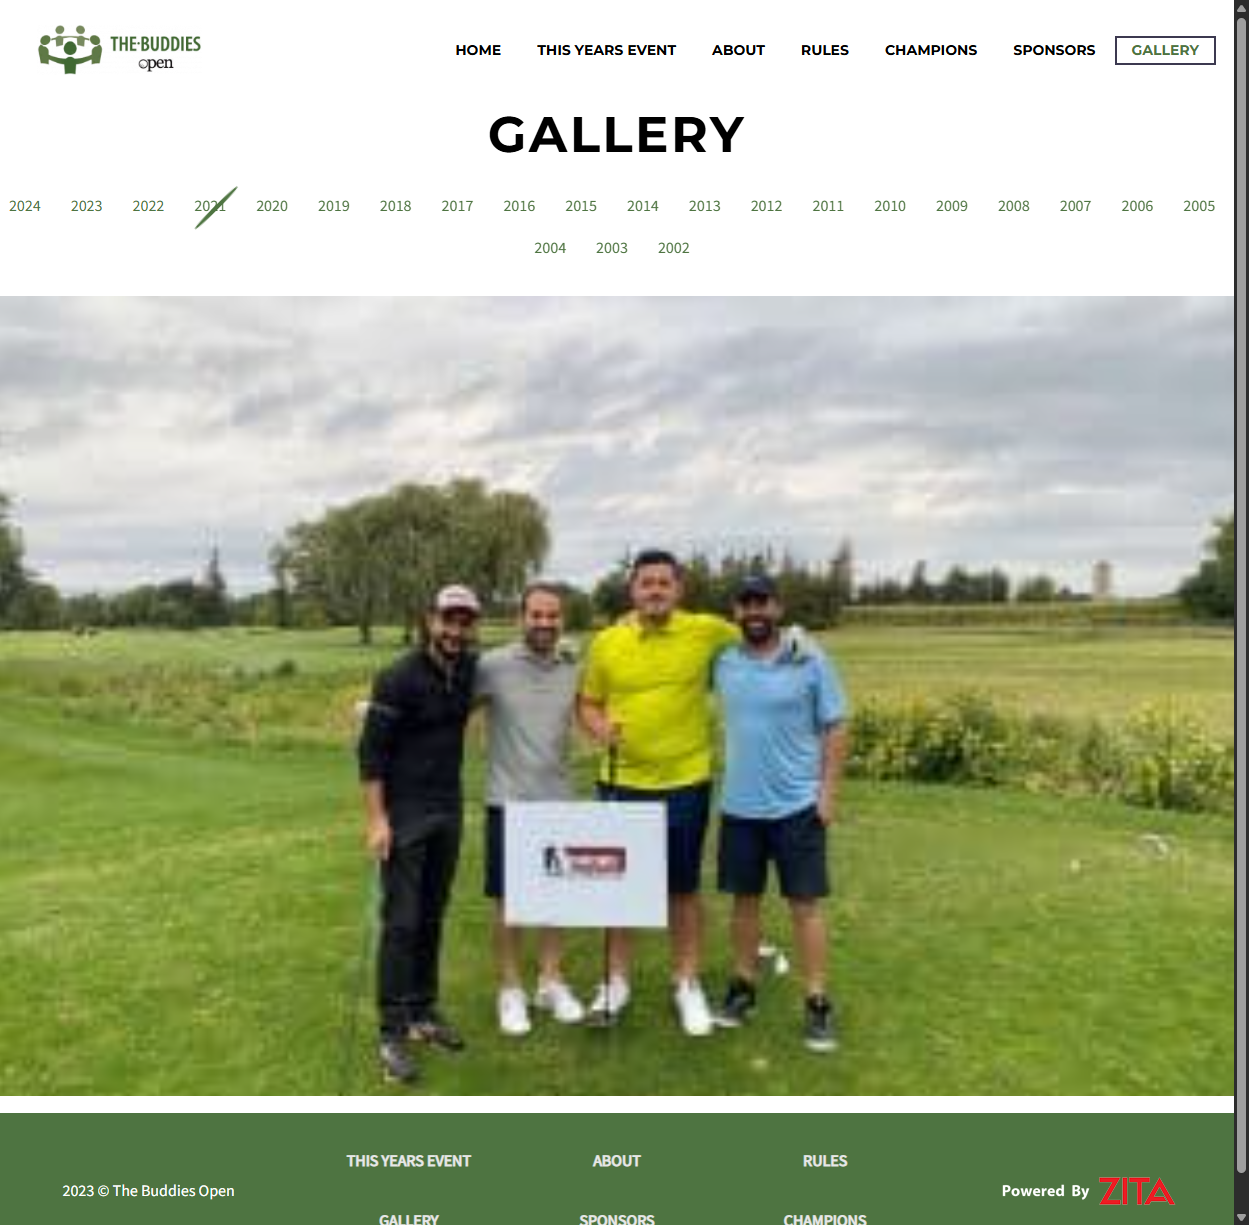 THE·BUDDIES
open
HOME
THIS YEARS EVENT
ABOUT
RULES
CHAMPIONS
SPONSORS
GALLERY
GALLERY
2024 2023 2022 2021 2020 2019 2018 2017 2016 2015 2014 2013 2012 2011 2010 2009 2008 2007 2006 2005
2004 2003 2002
THIS YEARS EVENT ABOUT RULES
2023 © The Buddies Open
Powered By ZITA
GALLERY SPONSORS CHAMPIONS